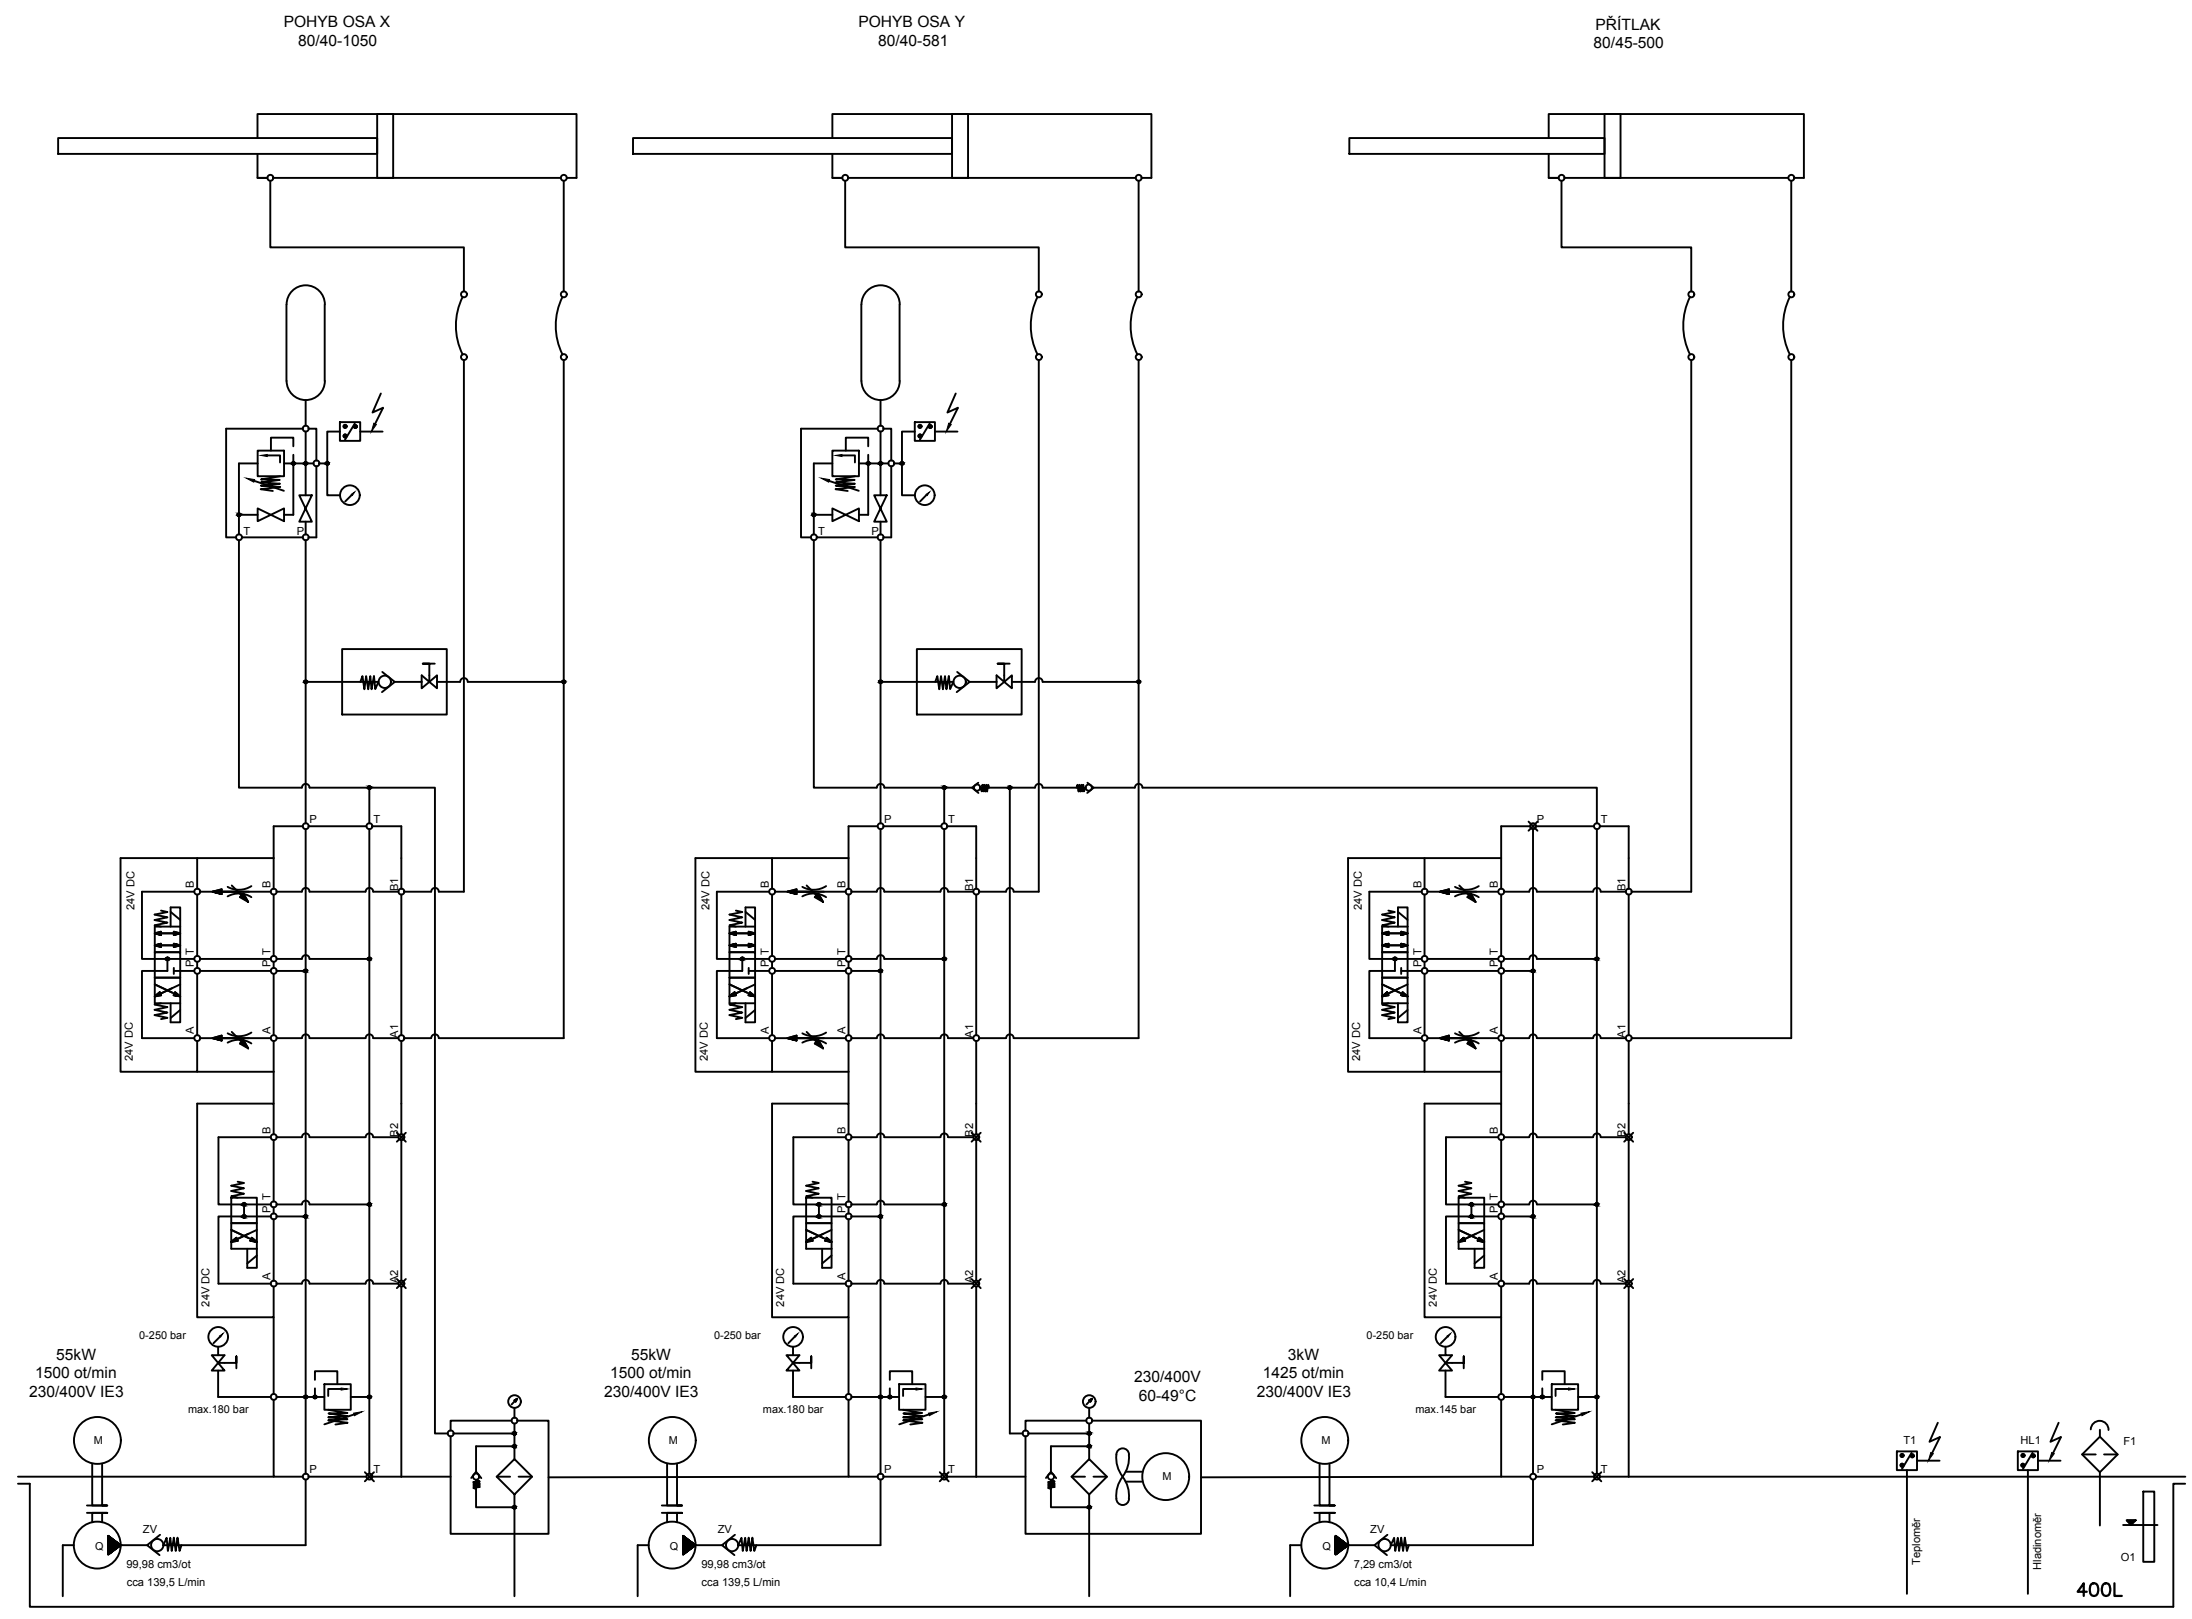 POHYB OSA X
80/40-1050
POHYB OSA Y
80/40-581
PŘÍTLAK
80/45-500
T
P
T
P
P
T
P
T
P
T
24V DC
B
B
B1
T
T
P
P
24V DC
A
A
A1
24V DC
B
B
B1
T
T
P
P
24V DC
A
A
A1
24V DC
B
B
B1
T
T
P
P
24V DC
A
A
A1
B
B2
T
P
24V DC
A
A2
B
B2
T
P
24V DC
A
A2
B
B2
T
P
24V DC
A
A2
0-250 bar
max.180 bar
0-250 bar
max.180 bar
0-250 bar
max.145 bar
55kW
1500 ot/min
230/400V IE3
55kW
1500 ot/min
230/400V IE3
230/400V
60-49°C
3kW
1425 ot/min
230/400V IE3
M
M
M
M
P
T
P
T
P
T
T1
HL1
F1
Q
ZV
99,98 cm3/ot
cca 139,5 L/min
Q
ZV
99,98 cm3/ot
cca 139,5 L/min
Q
ZV
7,29 cm3/ot
cca 10,4 L/min
Teploměr
Hladinoměr
O1
400L